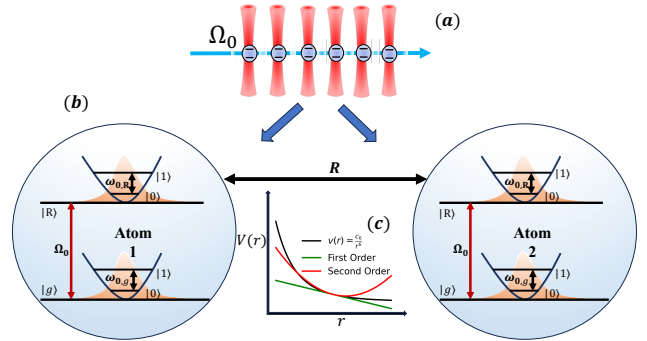 (a)
Ω₀
(b)
R
ω₀,R
|1⟩
|0⟩
|R⟩
Ω₀
Atom
1
ω₀,g
|1⟩
|0⟩
|g⟩
(c)
V(r)
v(r) = c₆/r⁶
First Order
Second Order
r
ω₀,R
|1⟩
|0⟩
|R⟩
Ω₀
Atom
2
ω₀,g
|1⟩
|0⟩
|g⟩